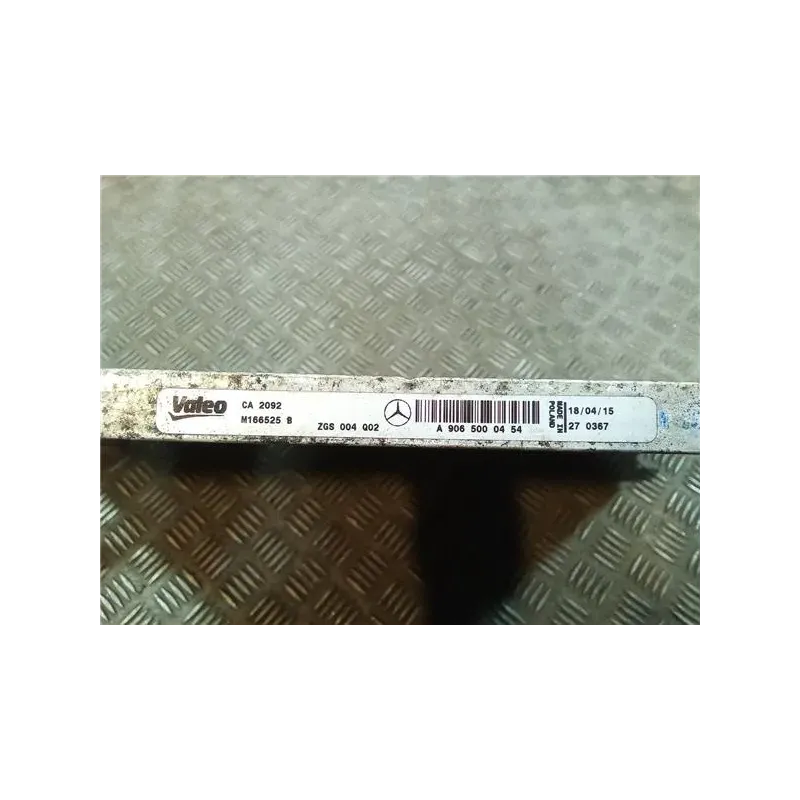 Valeo
CA 2092
M166525 B
ZGS 004 Q02
A 906 500 04 54
MADE IN
POLAND
18/04/15
27 0367